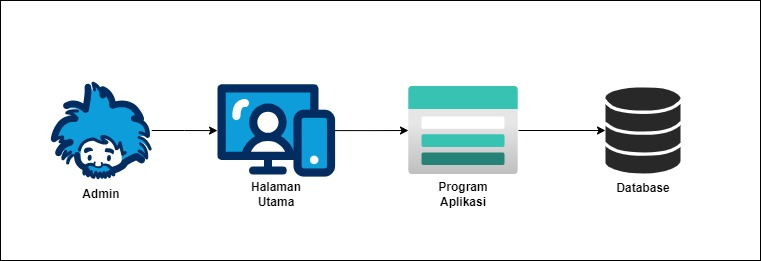 Admin
Halaman
Utama
Program
Aplikasi
Database